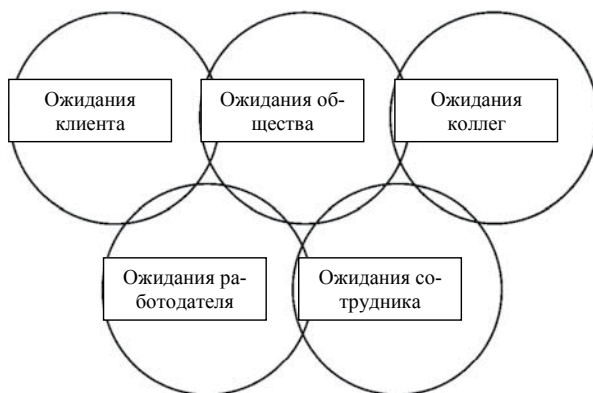 Ожидания
клиента
Ожидания об-
щества
Ожидания
коллег
Ожидания ра-
ботодателя
Ожидания со-
трудника